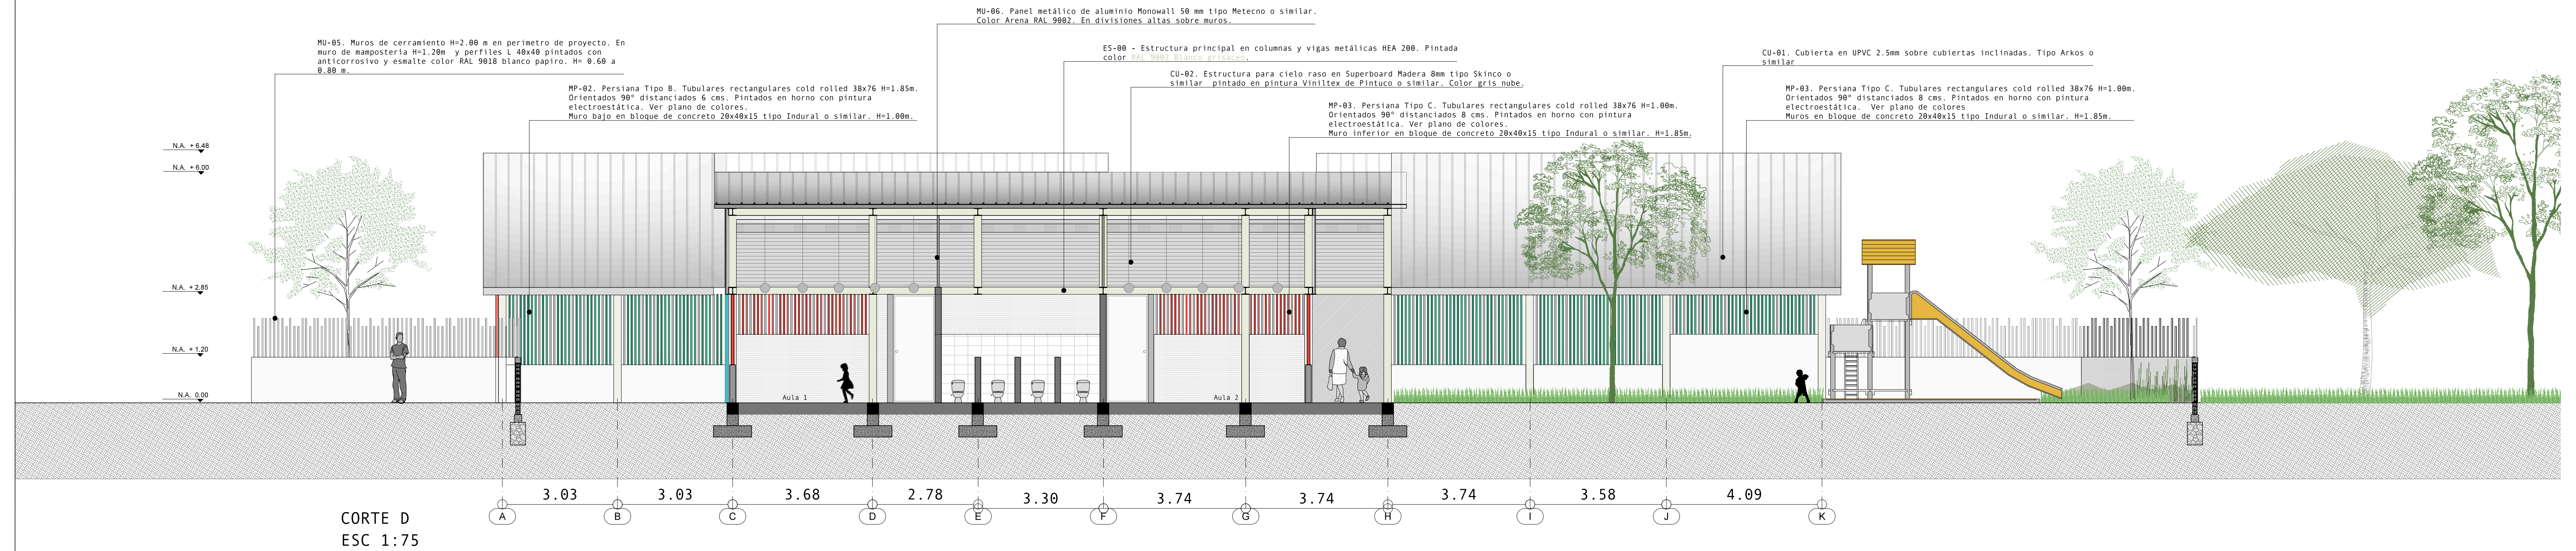 MU-06. Panel metálico de aluminio Monowall 50 mm tipo Metecno o similar.
Color Arena RAL 9002. En divisiones altas sobre muros.
MU-05. Muros de cerramiento H=2.00 m en perimetro de proyecto. En
muro de mamposteria H=1.20m y perfiles L 40x40 pintados con
anticorrosivo y esmalte color RAL 9018 blanco papiro. H= 0.60 a
0.80 m.
ES-00 - Estructura principal en columnas y vigas metálicas HEA 200. Pintada
color RAL 9002 Blanco grisaceo.
CU-01. Cubierta en UPVC 2.5mm sobre cubiertas inclinadas. Tipo Arkos o
similar
CU-02. Estructura para cielo raso en Superboard Madera 8mm tipo Skinco o
similar pintado en pintura Viniltex de Pintuco o similar. Color gris nube.
MP-02. Persiana Tipo B. Tubulares rectangulares cold rolled 38x76 H=1.85m.
Orientados 90° distanciados 6 cms. Pintados en horno con pintura
electroestática. Ver plano de colores.
Muro bajo en bloque de concreto 20x40x15 tipo Indural o similar. H=1.00m.
MP-03. Persiana Tipo C. Tubulares rectangulares cold rolled 38x76 H=1.00m.
Orientados 90° distanciados 8 cms. Pintados en horno con pintura
electroestática. Ver plano de colores.
Muro inferior en bloque de concreto 20x40x15 tipo Indural o similar. H=1.85m.
MP-03. Persiana Tipo C. Tubulares rectangulares cold rolled 38x76 H=1.00m.
Orientados 90° distanciados 8 cms. Pintados en horno con pintura
electroestática. Ver plano de colores
Muros en bloque de concreto 20x40x15 tipo Indural o similar. H=1.85m.
N.A. + 6.48
N.A. + 6.00
N.A. + 2.85
N.A. + 1.20
N.A. 0.00
Aula 1
Aula 2
3.03 3.03 3.68 2.78 3.30 3.74 3.74 3.74 3.58 4.09
A B C D E F G H I J K
CORTE D
ESC 1:75